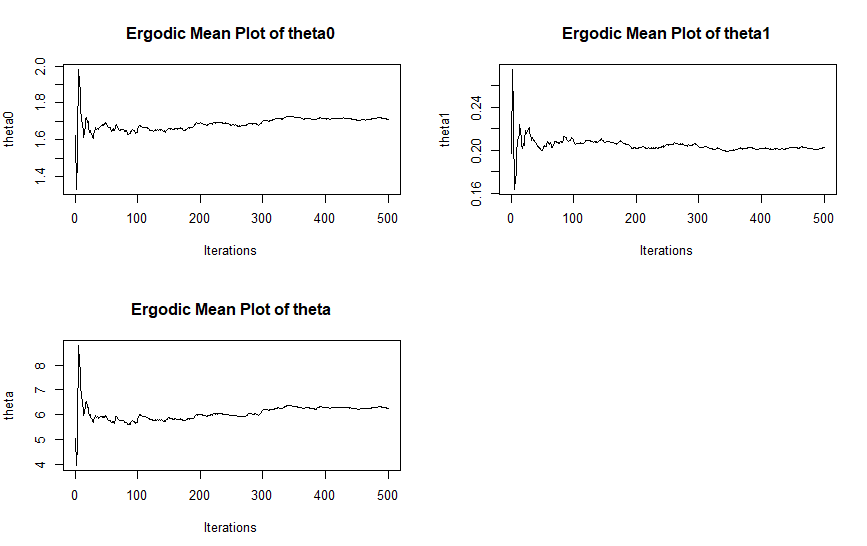 Ergodic Mean Plot of theta0
theta0
1.4 1.6 1.8 2.0
0 100 200 300 400 500
Iterations
Ergodic Mean Plot of theta1
theta1
0.16 0.20 0.24
0 100 200 300 400 500
Iterations
Ergodic Mean Plot of theta
theta
4 5 6 7 8
0 100 200 300 400 500
Iterations